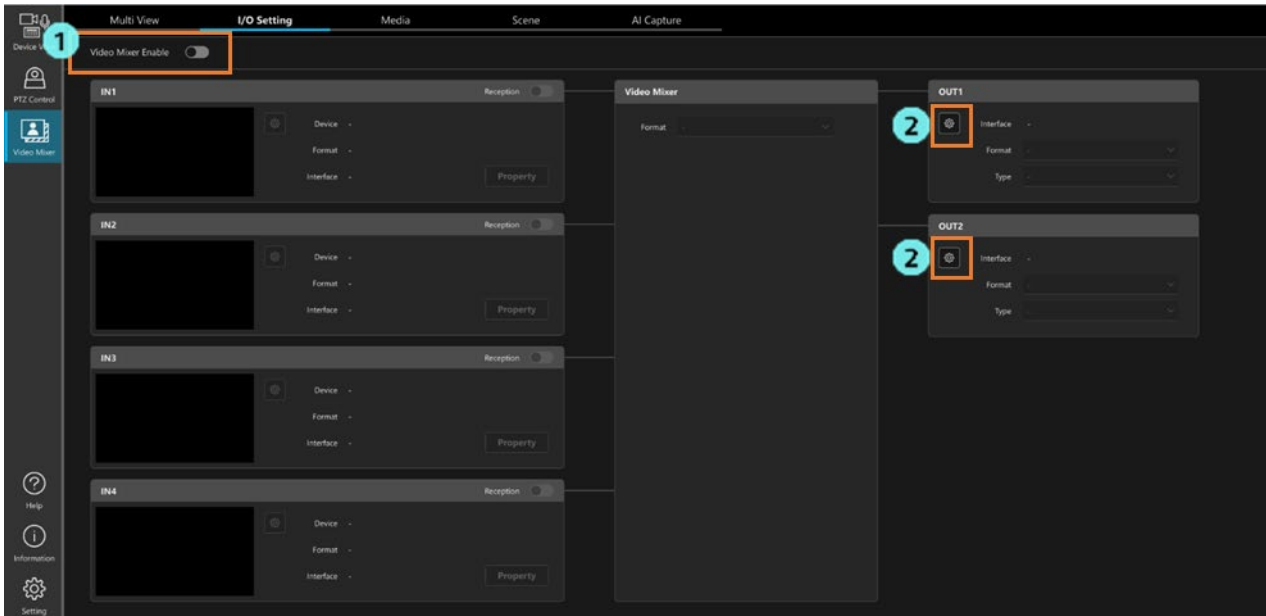 Multi View I/O Setting Media Scene AI Capture
Device V
1
Video Mixer Enable
PTZ Control
Video Mixer
IN1 Reception
Device -
Format -
Interface -
Property
IN2 Reception
Device -
Format -
Interface -
Property
IN3 Reception
Device -
Format -
Interface -
Property
IN4 Reception
Device -
Format -
Interface -
Property
Video Mixer
Format -
OUT1
2
Interface -
Format -
Type -
OUT2
2
Interface -
Format -
Type -
? Help
i Information
Setting